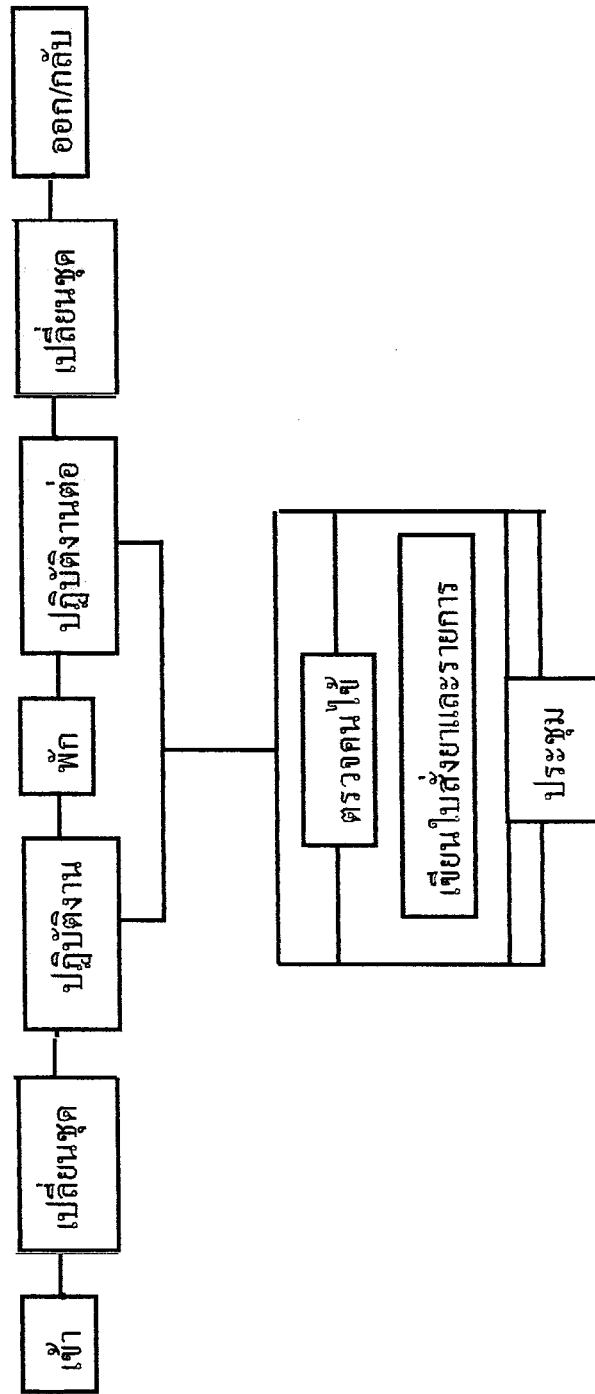 เข้า
เปลี่ยนชุด
ปฏิบัติงาน
พัก
ปฏิบัติงานต่อ
เปลี่ยนชุด
ออก/กลับ
ตรวจคนไข้
เขียนใบสั่งยาและรายการ
ประชุม